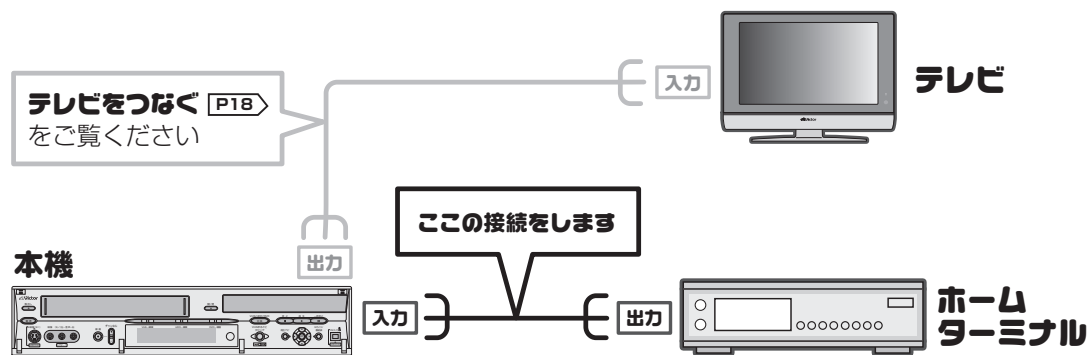 テレビをつなぐ P18
をご覧ください
入力
テレビ
Victor
ここの接続をします
出力
本機
Victor
入力
出力
ホーム
ターミナル